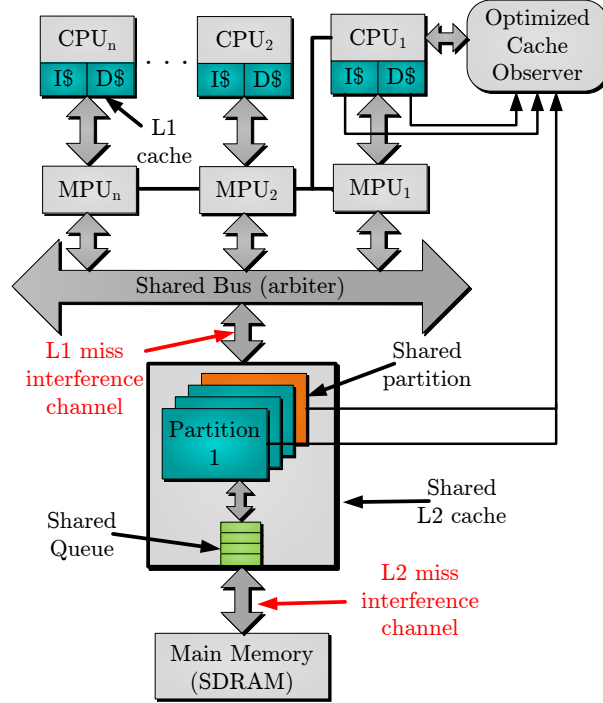 CPUn
. . .
CPU2
CPU1
Optimized
Cache
Observer
I$ D$
I$ D$
I$ D$
L1
cache
MPUn
MPU2
MPU1
Shared Bus (arbiter)
L1 miss
interference
channel
Shared
partition
Partition
1
Shared
L2 cache
Shared
Queue
L2 miss
interference
channel
Main Memory
(SDRAM)